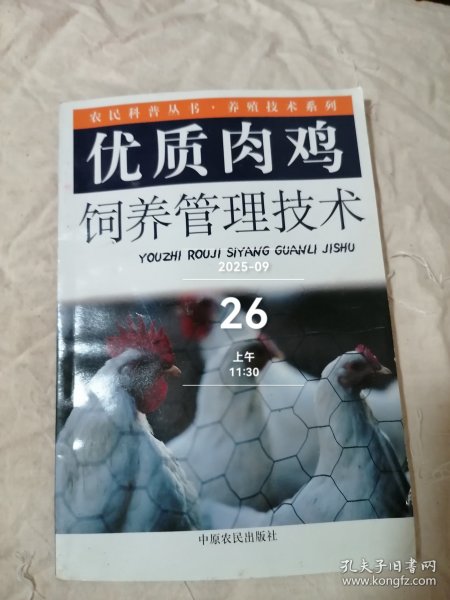 农民科普丛书·养殖技术系列
优质肉鸡
饲养管理技术
YOUZHI ROUJI SIYANG GUANLI JISHU
2025-09
26
上午
11:30
中原农民出版社
孔夫子旧书网
www.kongfz.com